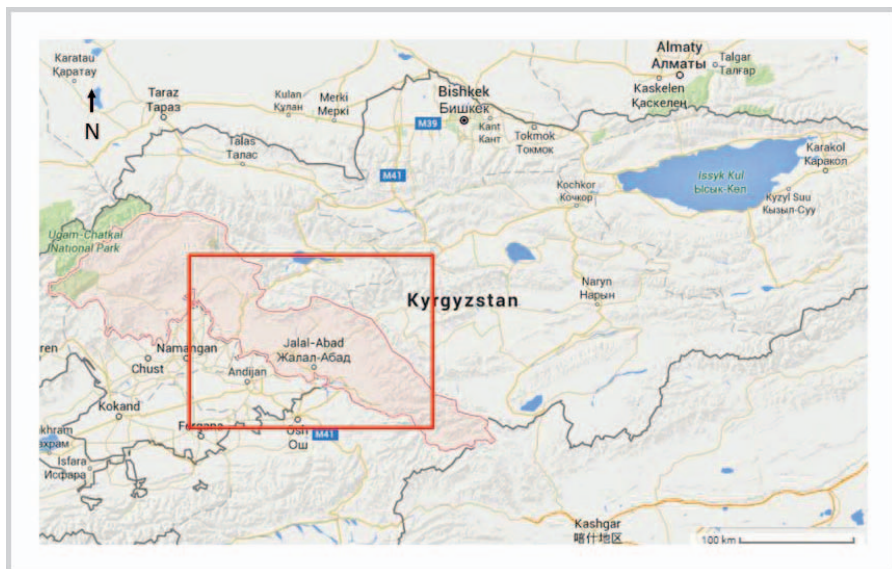 Karatau
Қаратау
N
Taraz
Тараз
Kulan
Құлан
Merki
Меркі
Bishkek
Бишкек
M39
Kant
Кант
Tokmok
Токмок
Almaty
Алматы
Talgar
Талғар
Kaskelen
Қаскелең
Talas
Талас
M41
Kochkor
Кочкор
Issyk Kul
Ысык-Көл
Karakol
Каракол
Kyzyl Suu
Кызыл-Суу
Ugam-Chatkal
National Park
Kyrgyzstan
Naryn
Нарын
Jalal-Abad
Жалал-Абад
Namangan
Chust
Andijan
Kokand
Fergana
Osh
Ош
M41
Isfara
Исфара
Kashgar
喀什地区
100 km